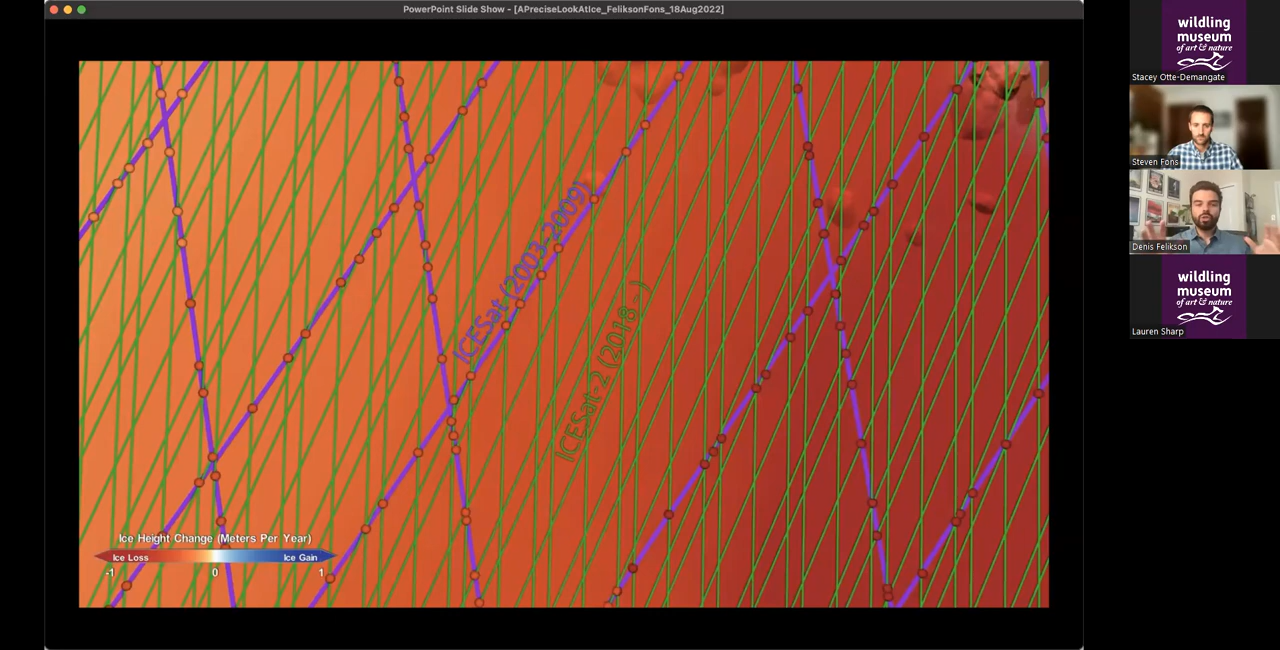 PowerPoint Slide Show - [APreciseLookAtIce_FeliksonFons_18Aug2022]
ICESat (2003-2009)
ICESat-2 (2018 - )
Ice Height Change (Meters Per Year)
Ice Loss
Ice Gain
-1
0
1
wildling
museum
of art & nature
Stacey Otte-Demangate
Steven Fons
Denis Felikson
wildling
museum
of art & nature
Lauren Sharp